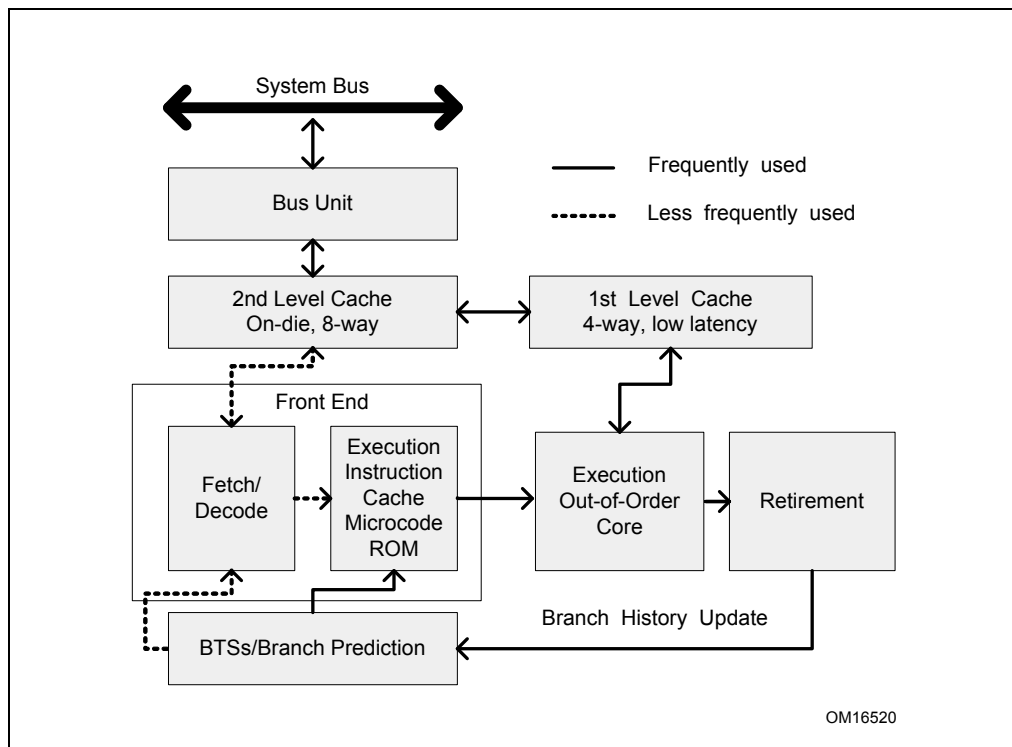 System Bus
Frequently used
Bus Unit
Less frequently used
2nd Level Cache
On-die, 8-way
1st Level Cache
4-way, low latency
Front End
Fetch/
Decode
Execution
Instruction
Cache
Microcode
ROM
Execution
Out-of-Order
Core
Retirement
Branch History Update
BTSs/Branch Prediction
OM16520